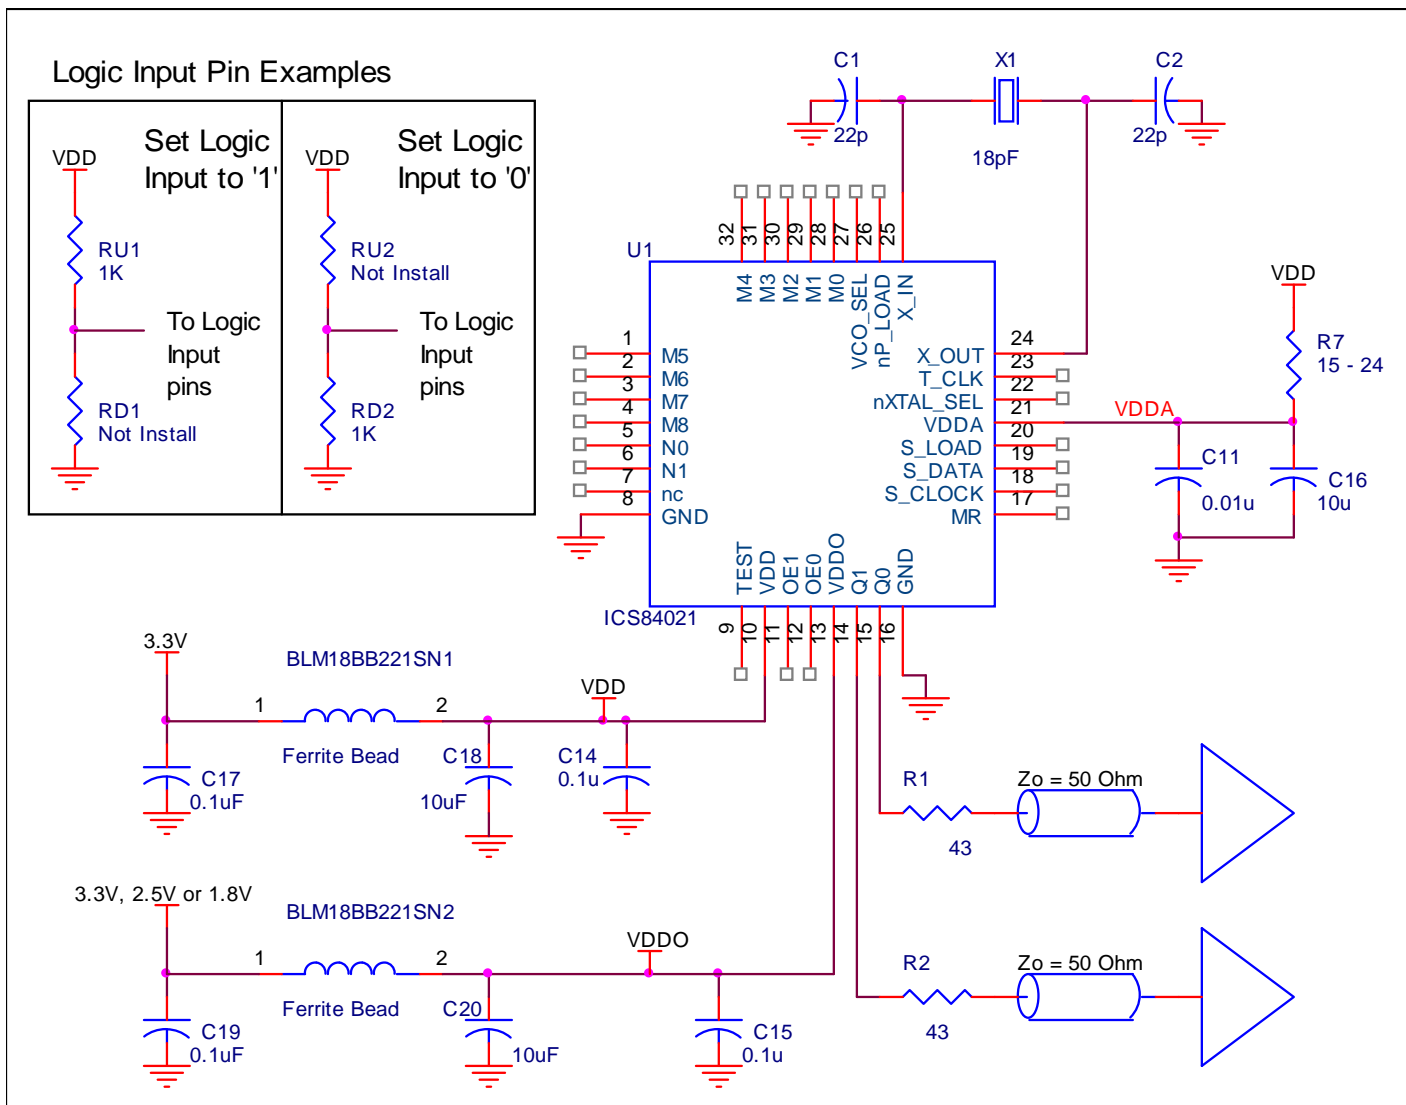 Logic Input Pin Examples
Set Logic
Input to '1'
VDD
RU1
1K
To Logic
Input
pins
RD1
Not Install
Set Logic
Input to '0'
VDD
RU2
Not Install
To Logic
Input
pins
RD2
1K
C1
22p
X1
18pF
C2
22p
U1
ICS84021
32
31
30
29
28
27
26
25
M4
M3
M2
M1
M0
VCO_SEL
nP_LOAD
X_IN
1
M5
2
M6
3
M7
4
M8
5
N0
6
N1
7
nc
8
GND
24
X_OUT
23
T_CLK
22
nXTAL_SEL
21
VDDA
20
S_LOAD
19
S_DATA
18
S_CLOCK
17
MR
TEST
VDD
OE1
OE0
VDDO
Q1
Q0
GND
9
10
11
12
13
14
15
16
VDD
R7
15 - 24
VDDA
C11
0.01u
C16
10u
3.3V
BLM18BB221SN1
1
2
Ferrite Bead
VDD
C17
0.1uF
C18
10uF
C14
0.1u
R1
43
Zo = 50 Ohm
3.3V, 2.5V or 1.8V
BLM18BB221SN2
1
2
Ferrite Bead
VDDO
C19
0.1uF
C20
10uF
C15
0.1u
R2
43
Zo = 50 Ohm